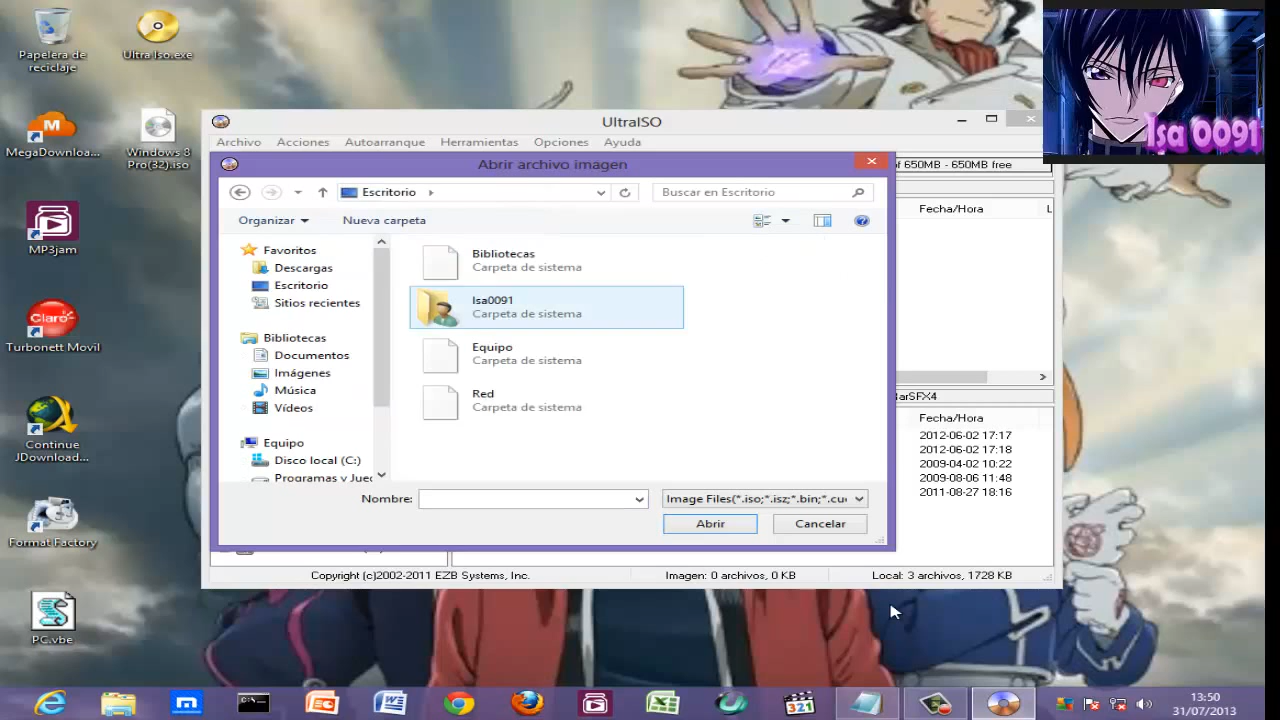 Papelera de
reciclaje
Ultra Iso.exe
MegaDownloa...
Windows 8
Pro(32).iso
MP3jam
Claro
Turbonett Movil
Continue
JDownload...
Format Factory
PC.vbe
Isa 0091
UltraISO
Archivo Acciones Autoarranque Herramientas Opciones Ayuda
of 650MB - 650MB free
Fecha/Hora L
Abrir archivo imagen
Escritorio
Buscar en Escritorio
Organizar Nueva carpeta
Favoritos
Descargas
Escritorio
Sitios recientes
Bibliotecas
Documentos
Imágenes
Música
Vídeos
Equipo
Disco local (C:)
Programas y Jueg
Bibliotecas
Carpeta de sistema
Isa0091
Carpeta de sistema
Equipo
Carpeta de sistema
Red
Carpeta de sistema
Nombre:
Image Files(*.iso;*.isz;*.bin;*.cu
Abrir Cancelar
BarSFX4
Fecha/Hora
2012-06-02 17:17
2012-06-02 17:18
2009-04-02 10:22
2009-08-06 11:48
2011-08-27 18:16
Copyright (c)2002-2011 EZB Systems, Inc. Imagen: 0 archivos, 0 KB Local: 3 archivos, 1728 KB
321
13:50
31/07/2013